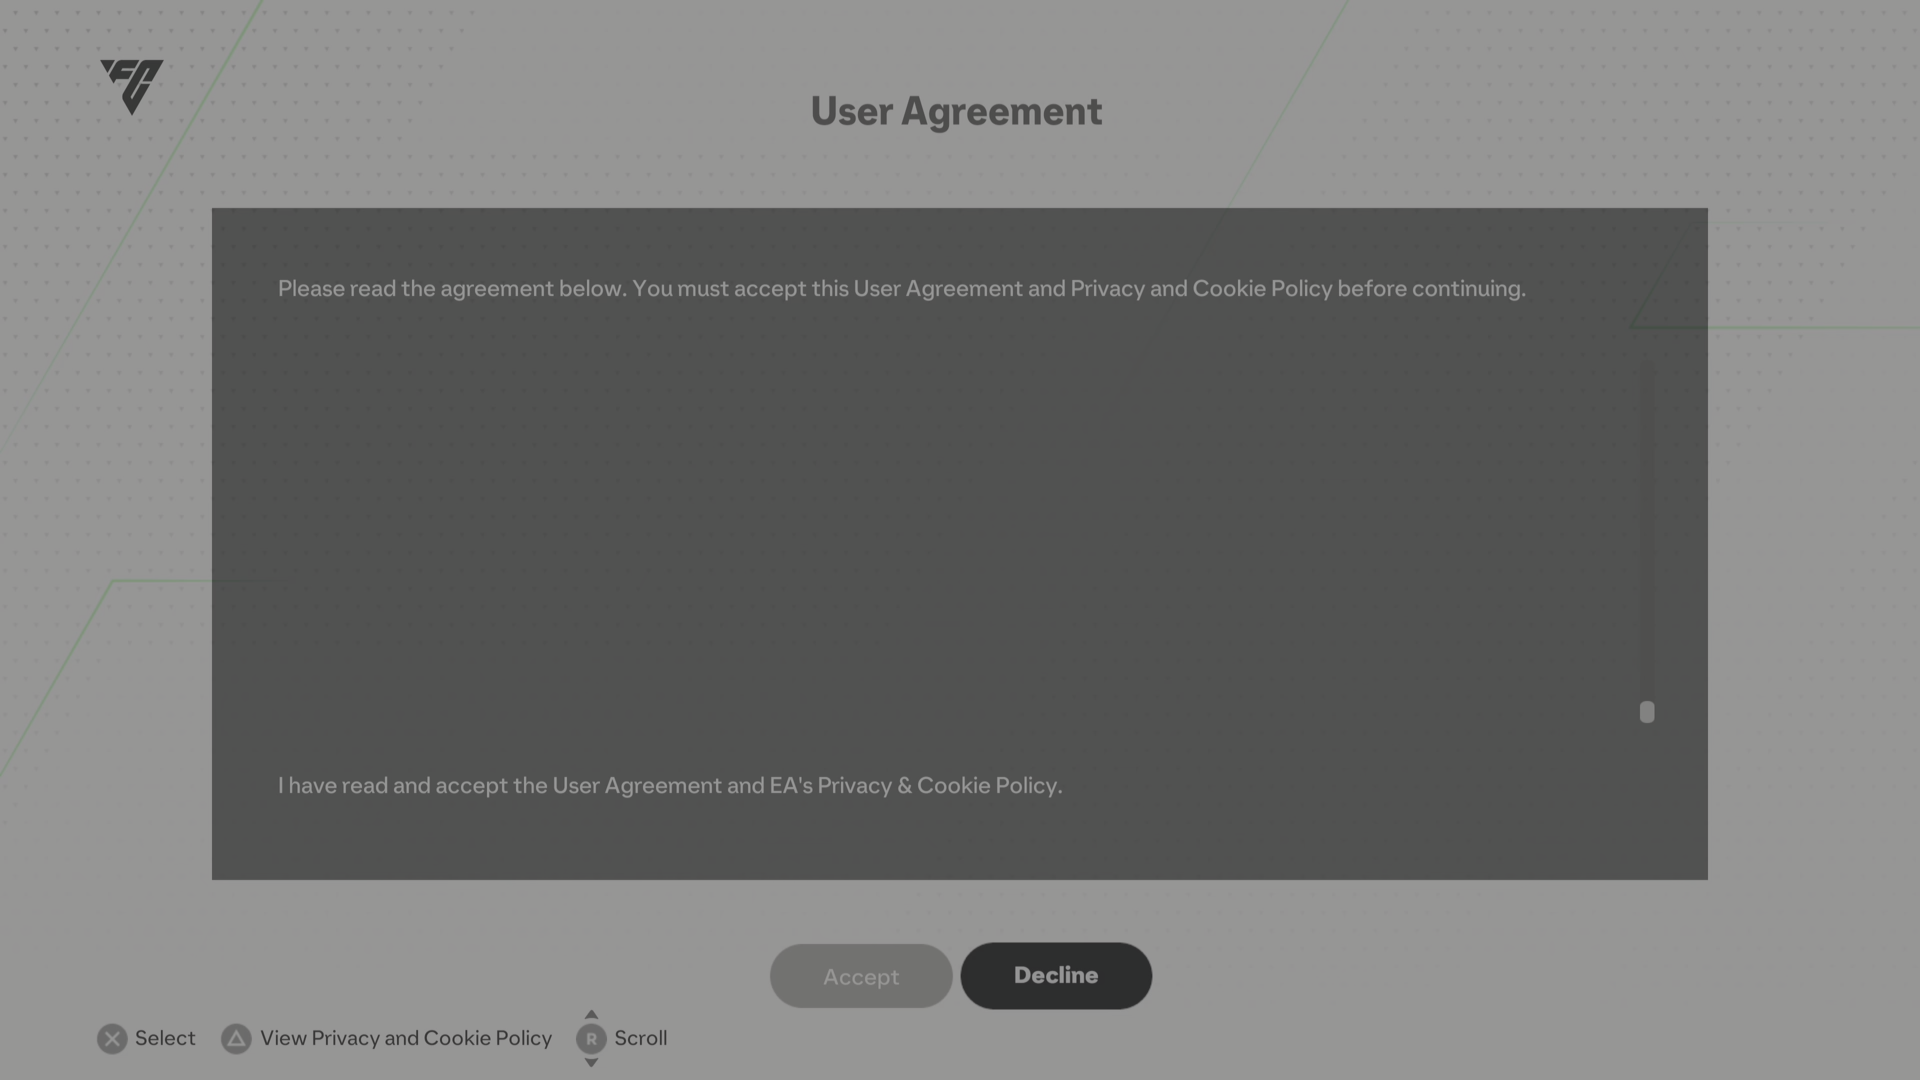 FC
User Agreement
Please read the agreement below. You must accept this User Agreement and Privacy and Cookie Policy before continuing.
I have read and accept the User Agreement and EA's Privacy & Cookie Policy.
Accept
Decline
Select
View Privacy and Cookie Policy
R
Scroll